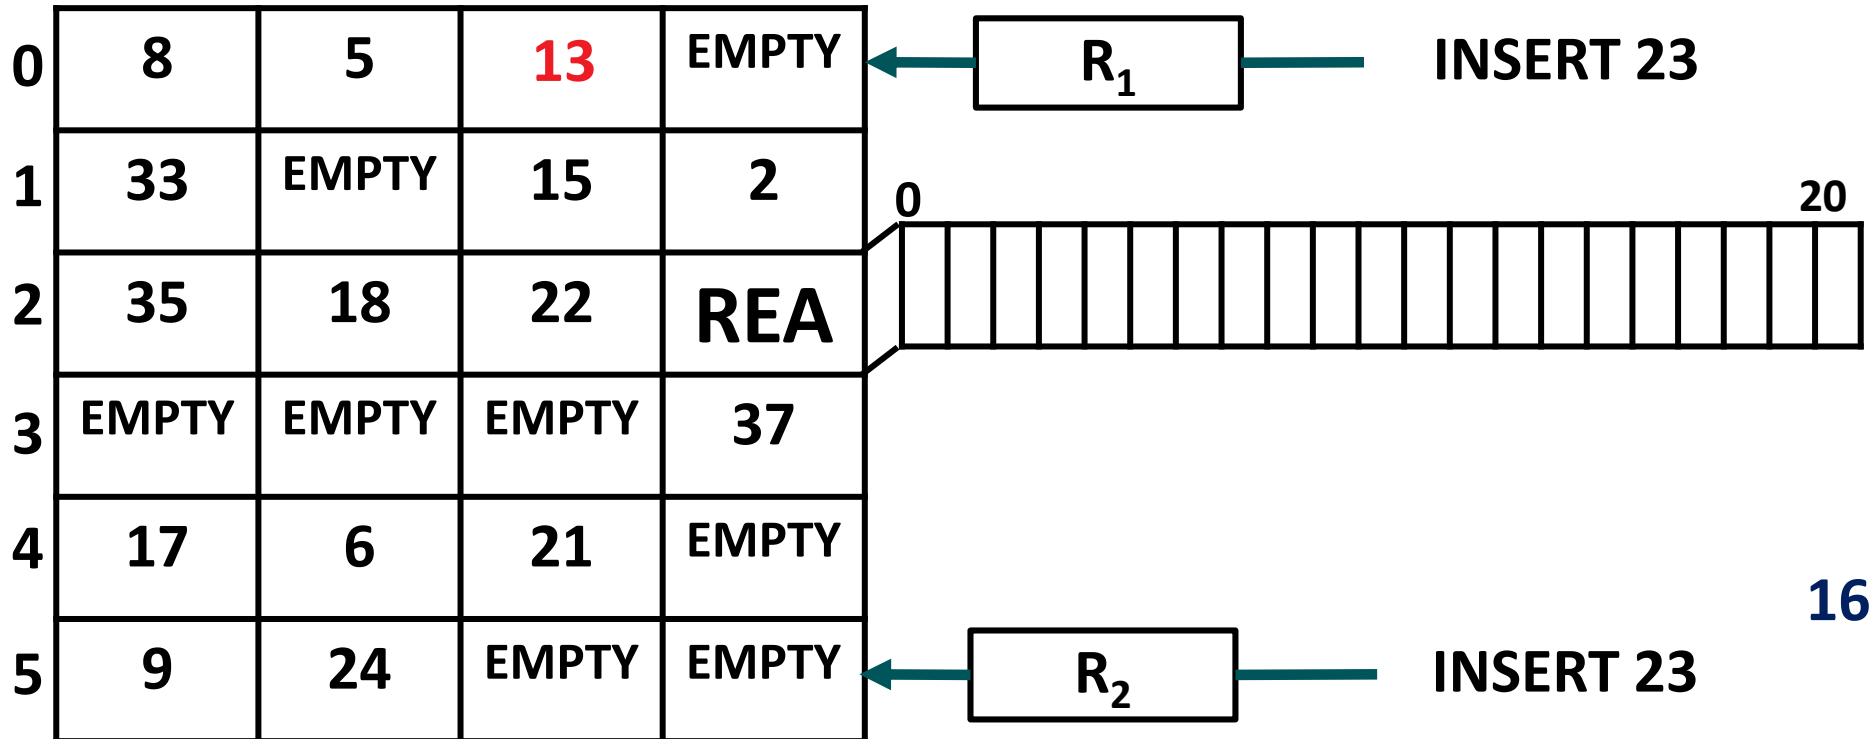 0 8 5 13 EMPTY R1 INSERT 23
1 33 EMPTY 15 2
0 20
2 35 18 22 REA
3 EMPTY EMPTY EMPTY 37
4 17 6 21 EMPTY
16
5 9 24 EMPTY EMPTY R2 INSERT 23